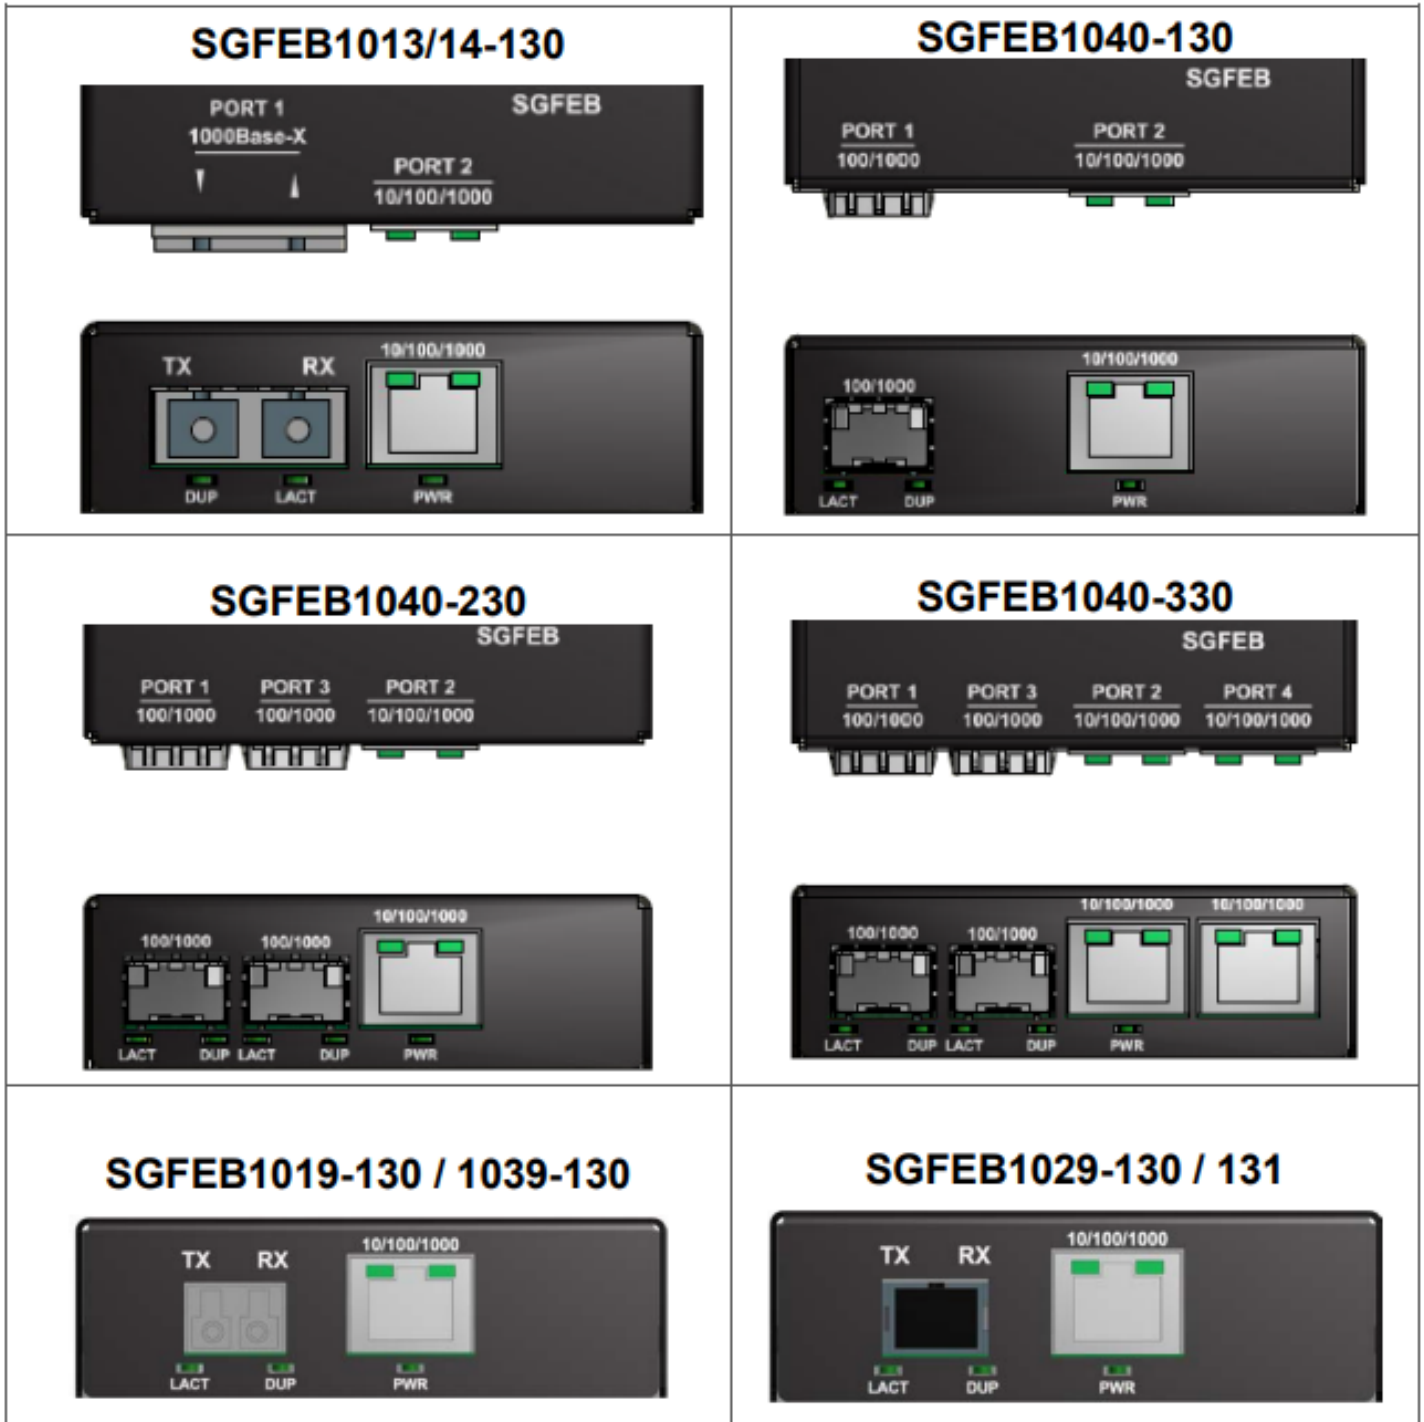 SGFEB1013/14-130
PORT 1
1000Base-X
SGFEB
PORT 2
10/100/1000
TX
RX
10/100/1000
DUP
LACT
PWR
SGFEB1040-130
SGFEB
PORT 1
100/1000
PORT 2
10/100/1000
100/1000
10/100/1000
LACT
DUP
PWR
SGFEB1040-230
SGFEB
PORT 1
100/1000
PORT 3
100/1000
PORT 2
10/100/1000
100/1000
100/1000
10/100/1000
LACT
DUP
LACT
DUP
PWR
SGFEB1040-330
SGFEB
PORT 1
100/1000
PORT 3
100/1000
PORT 2
10/100/1000
PORT 4
10/100/1000
100/1000
100/1000
10/100/1000
10/100/1000
LACT
DUP
LACT
DUP
PWR
SGFEB1019-130 / 1039-130
TX
RX
10/100/1000
LACT
DUP
PWR
SGFEB1029-130 / 131
TX
RX
10/100/1000
LACT
DUP
PWR